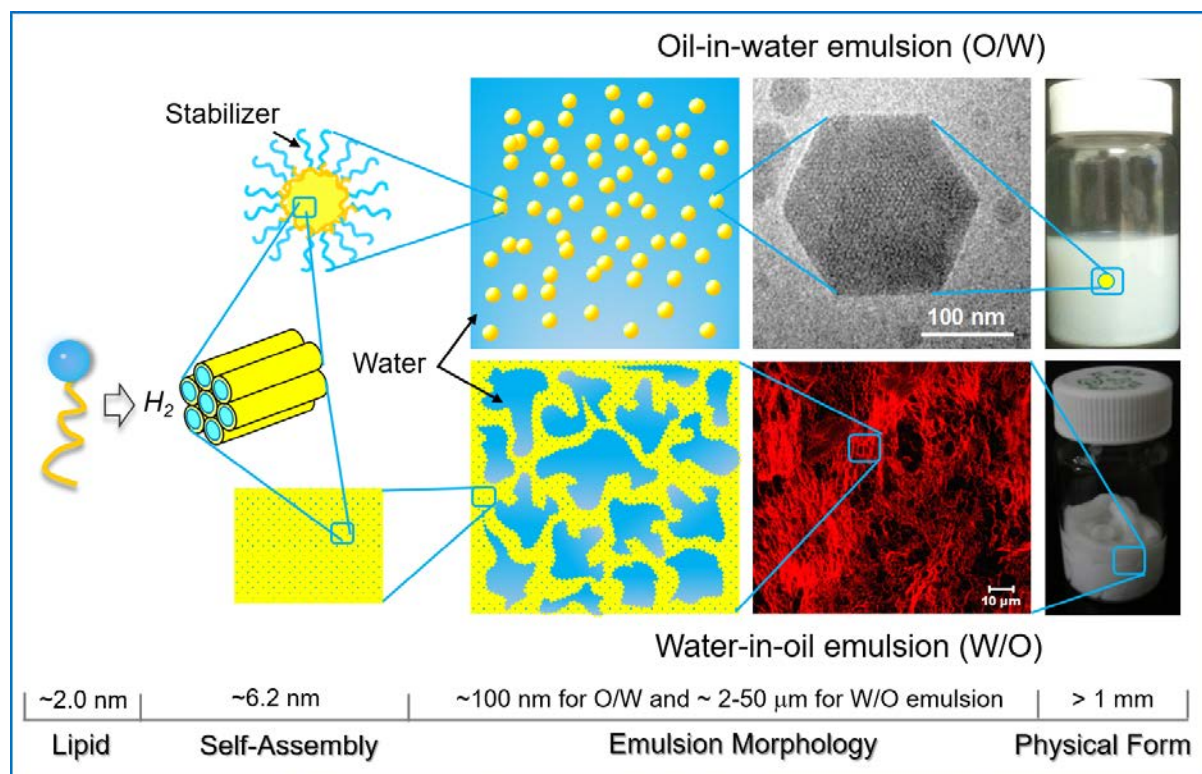 Oil-in-water emulsion (O/W)
Stabilizer
100 nm
Water
H₂
10 µm
Water-in-oil emulsion (W/O)
~2.0 nm
~6.2 nm
~100 nm for O/W and ~ 2-50 µm for W/O emulsion
> 1 mm
Lipid
Self-Assembly
Emulsion Morphology
Physical Form